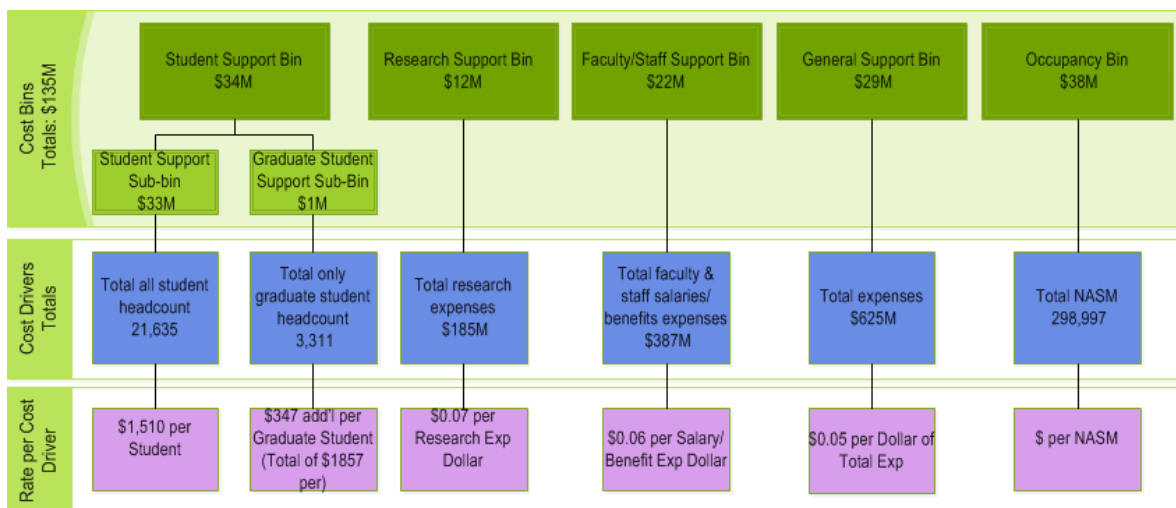 Cost Bins
Totals: $135M
Student Support Bin
$34M
Research Support Bin
$12M
Faculty/Staff Support Bin
$22M
General Support Bin
$29M
Occupancy Bin
$38M
Student Support
Sub-bin
$33M
Graduate Student
Support Sub-Bin
$1M
Cost Drivers
Totals
Total all student
headcount
21,635
Total only
graduate student
headcount
3,311
Total research
expenses
$185M
Total faculty &
staff salaries/
benefits expenses
$387M
Total expenses
$625M
Total NASM
298,997
Rate per Cost
Driver
$1,510 per
Student
$347 add'l per
Graduate Student
(Total of $1857
per)
$0.07 per
Research Exp
Dollar
$0.06 per Salary/
Benefit Exp Dollar
$0.05 per Dollar of
Total Exp
$ per NASM